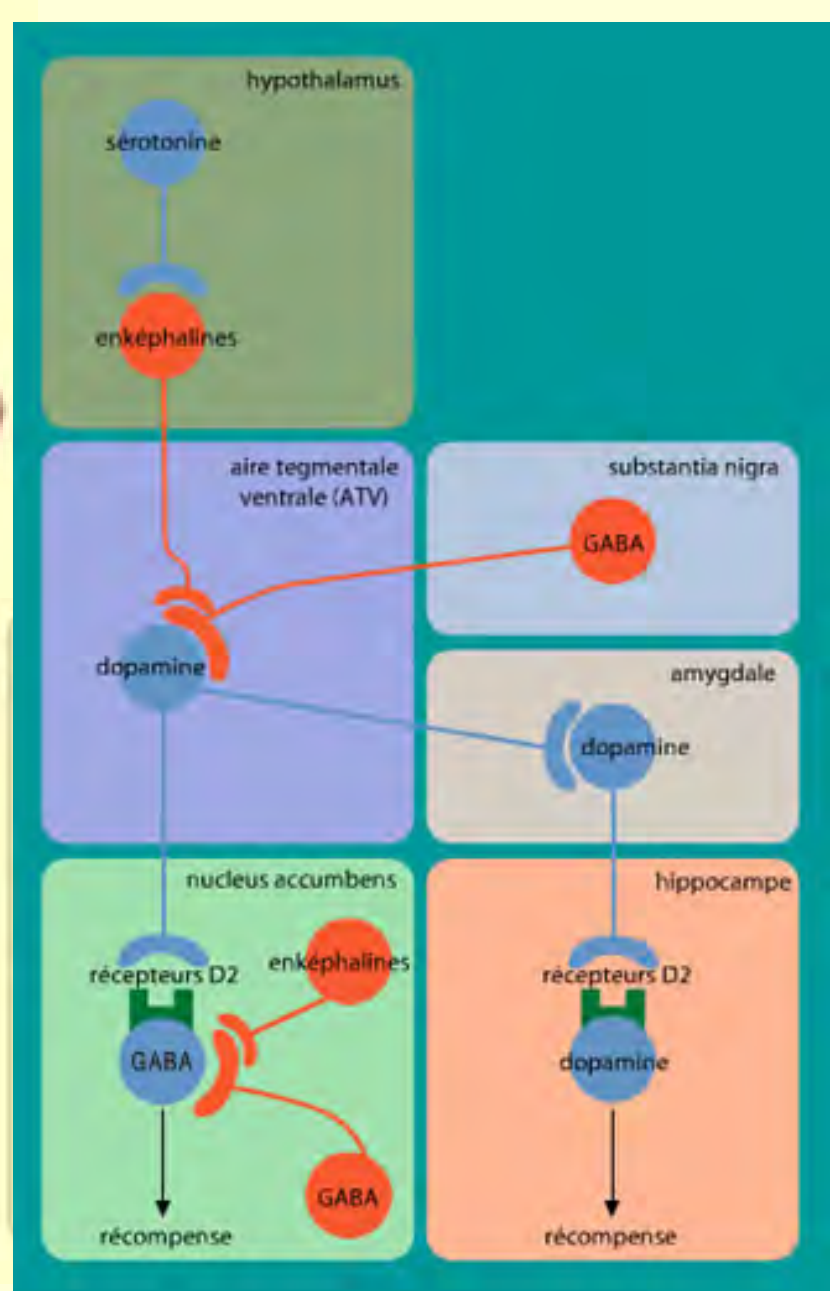 hypothalamus
sérotonine
enképhalines
aire tegmentale
ventrale (ATV)
dopamine
substantia nigra
GABA
amygdale
dopamine
nucleus accumbens
récepteurs D2
enképhalines
GABA
GABA
récompense
hippocampe
récepteurs D2
dopamine
récompense